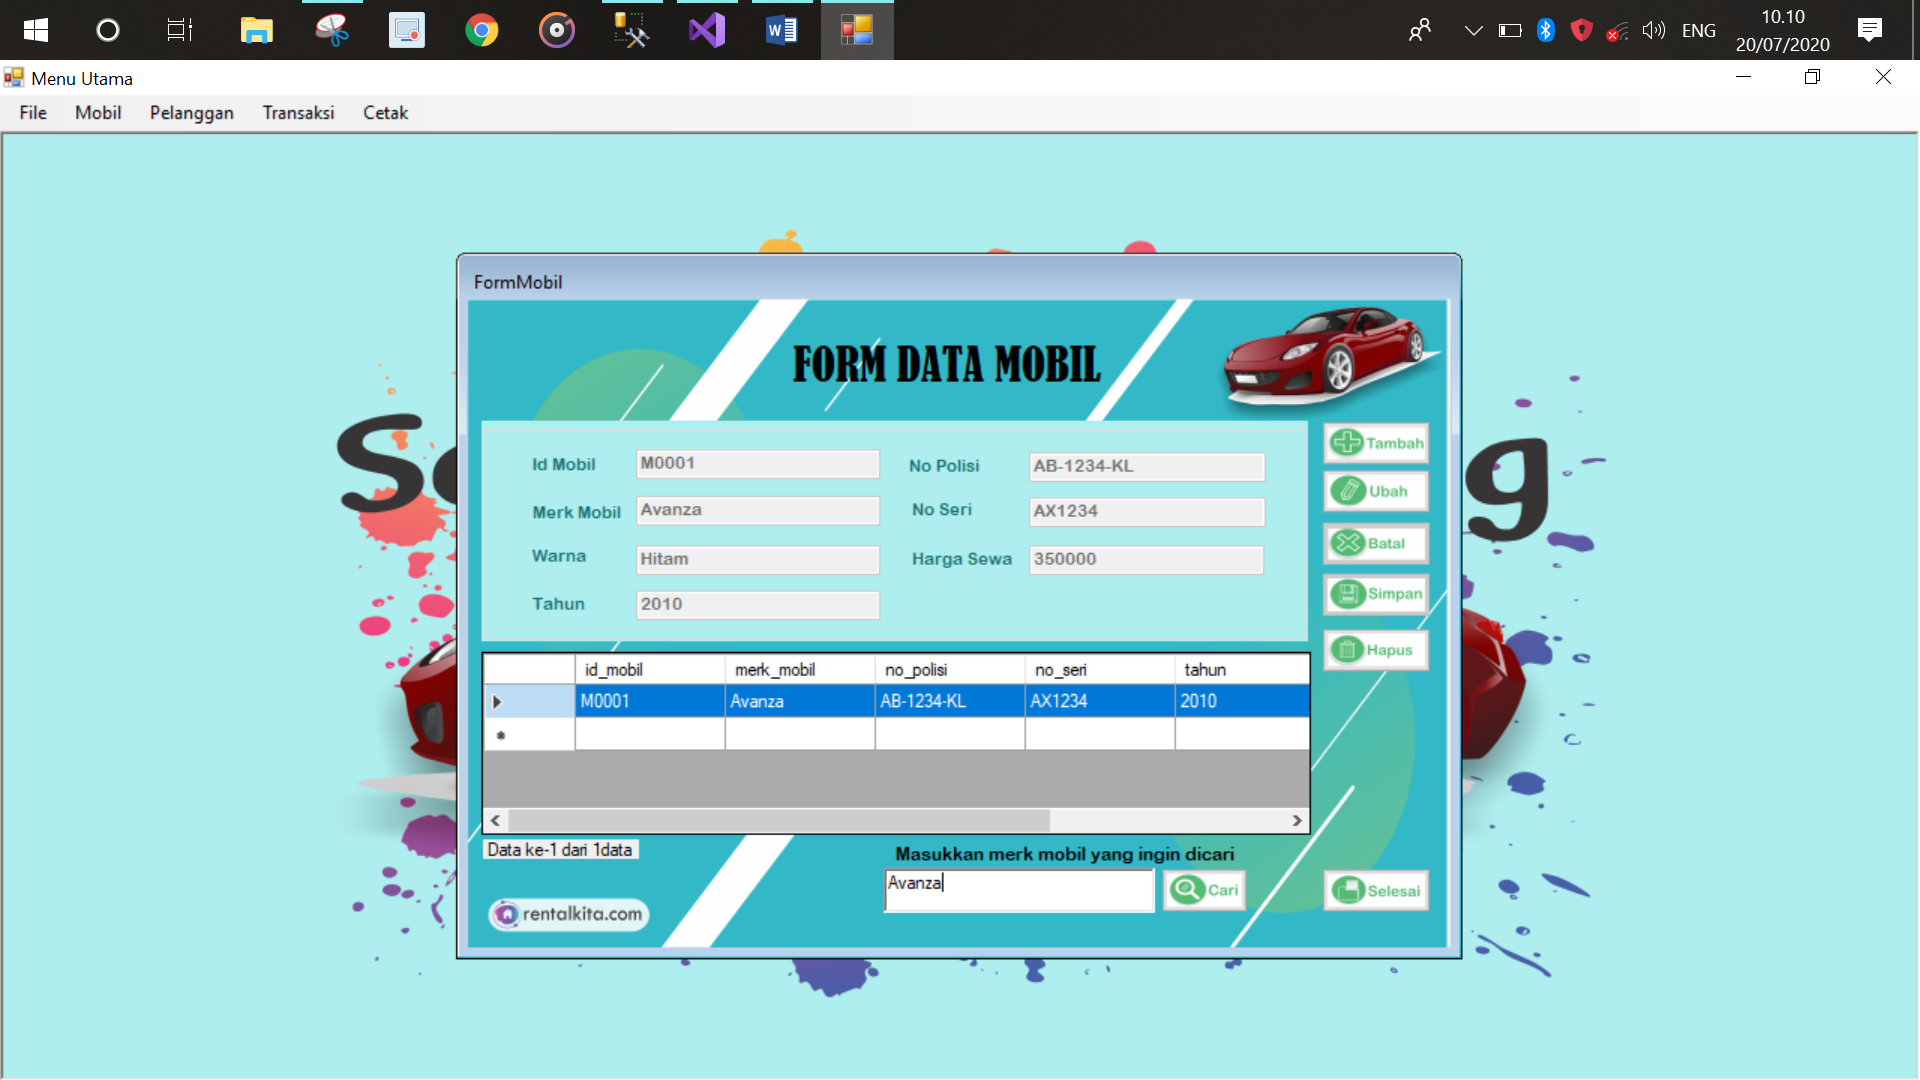 ENG
10.10
20/07/2020
Menu Utama
File Mobil Pelanggan Transaksi Cetak
FormMobil
FORM DATA MOBIL
Id Mobil M0001 No Polisi AB-1234-KL
Merk Mobil Avanza No Seri AX1234
Warna Hitam Harga Sewa 350000
Tahun 2010
Tambah
Ubah
Batal
Simpan
Hapus
id_mobil merk_mobil no_polisi no_seri tahun
M0001 Avanza AB-1234-KL AX1234 2010
Data ke-1 dari 1data
Masukkan merk mobil yang ingin dicari
Avanza Cari Selesai
rentalkita.com